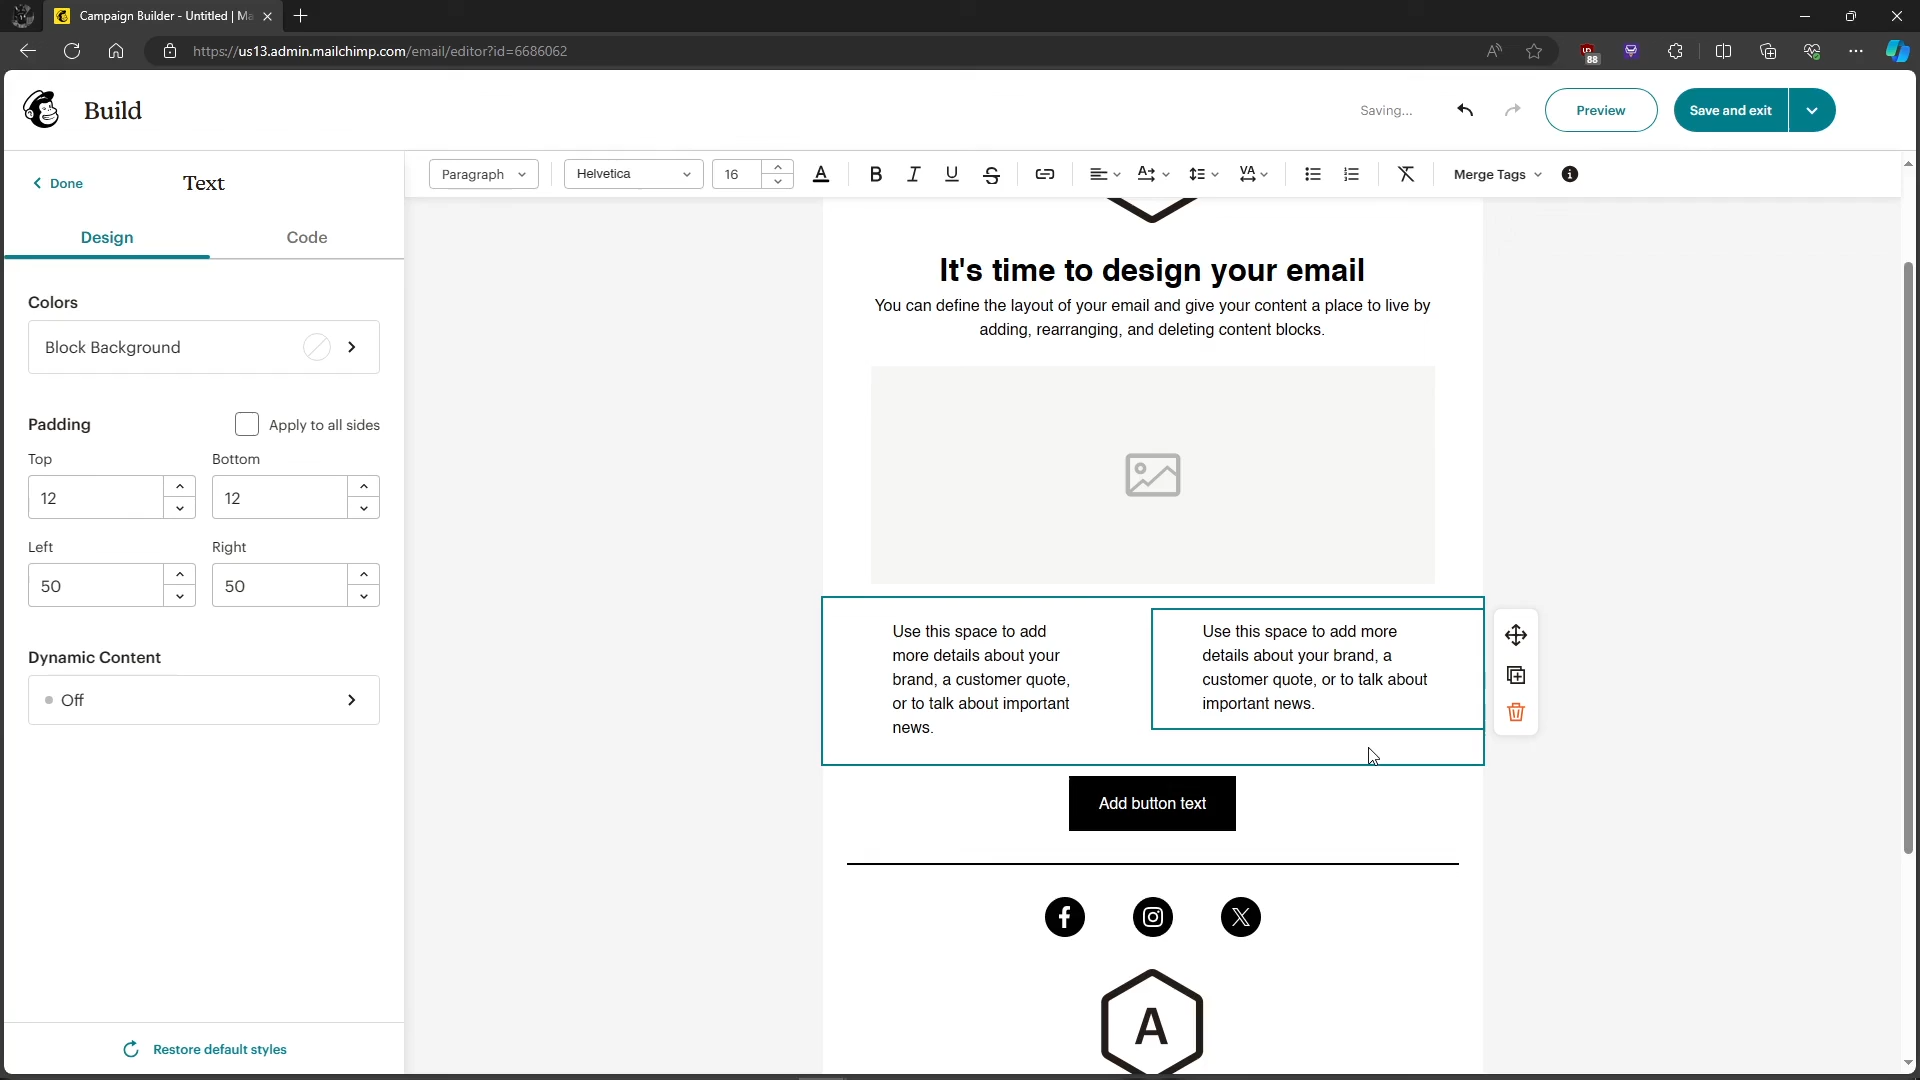 Campaign Builder - Untitled | Ma
https://us13.admin.mailchimp.com/email/editor?id=6686062
88
Build
Saving...
Preview
Save and exit
Done
Text
Paragraph
Helvetica
16
A
B
I
U
S
Merge Tags
Design
Code
Colors
Block Background
Padding
Apply to all sides
Top
Bottom
12
12
Left
Right
50
50
Dynamic Content
Off
Restore default styles
It's time to design your email
You can define the layout of your email and give your content a place to live by
adding, rearranging, and deleting content blocks.
Use this space to add
more details about your
brand, a customer quote,
or to talk about important
news.
Use this space to add more
details about your brand, a
customer quote, or to talk about
important news.
Add button text
A